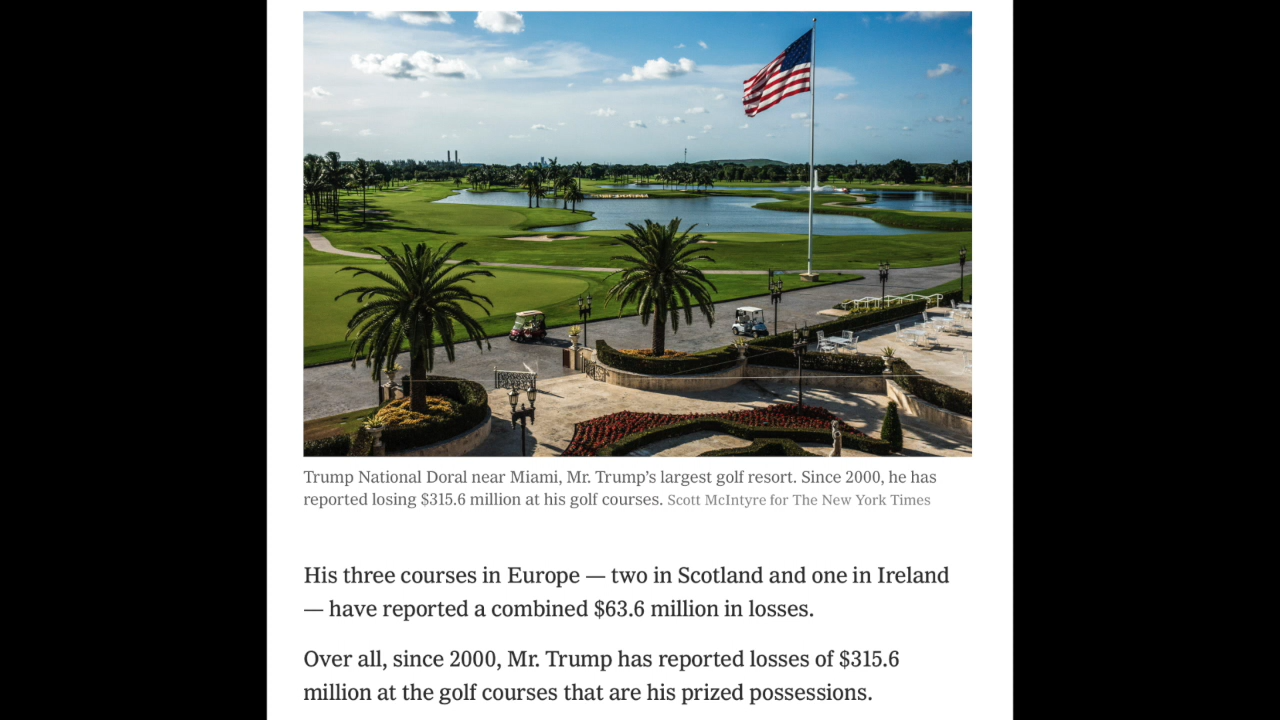 Trump National Doral near Miami, Mr. Trump’s largest golf resort. Since 2000, he has
reported losing $315.6 million at his golf courses. Scott McIntyre for The New York Times
His three courses in Europe — two in Scotland and one in Ireland
— have reported a combined $63.6 million in losses.
Over all, since 2000, Mr. Trump has reported losses of $315.6
million at the golf courses that are his prized possessions.